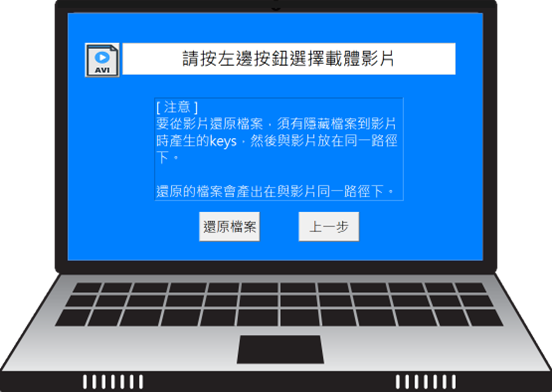 AVI
請按左邊按鈕選擇載體影片
[ 注意 ]
要從影片還原檔案，須有隱藏檔案到影片
時產生的keys，然後與影片放在同一路徑
下。
還原的檔案會產出在與影片同一路徑下。
還原檔案
上一步